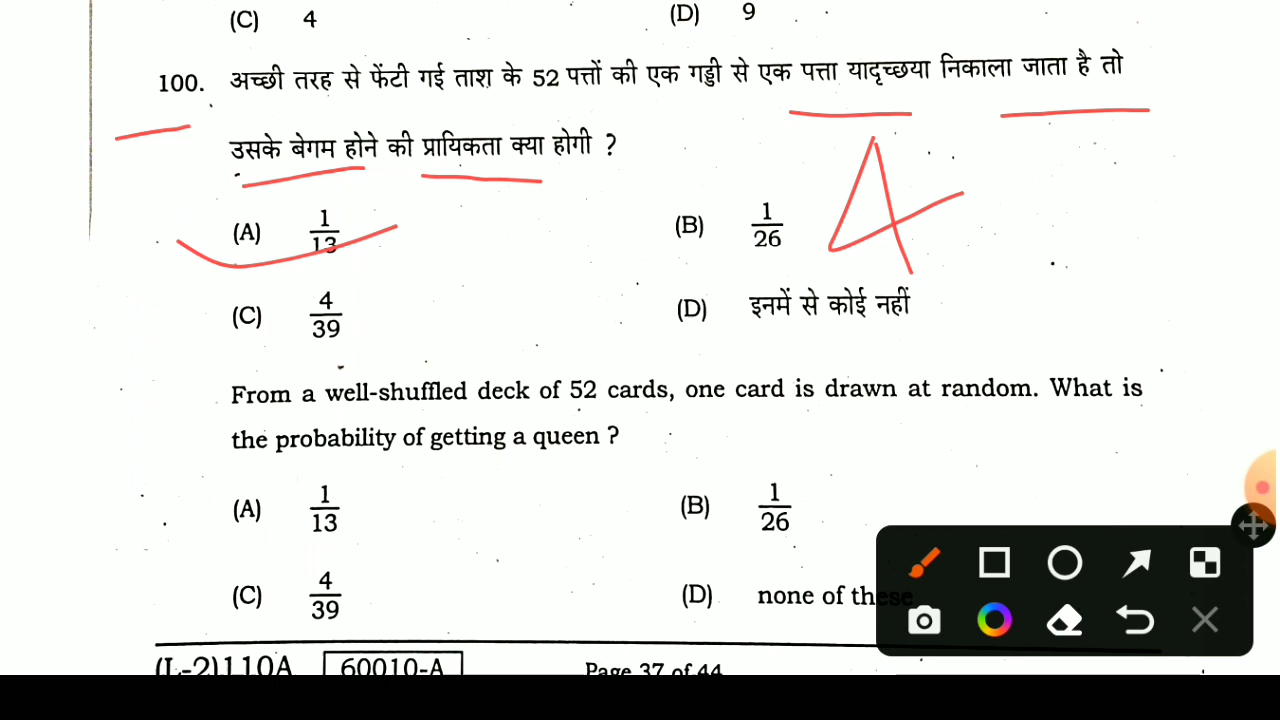 (C) 4 (D) 9
100. अच्छी तरह से फेंटी गई ताश के 52 पत्तों की एक गड्डी से एक पत्ता यादृच्छया निकाला जाता है तो
उसके बेगम होने की प्रायिकता क्या होगी ?
(A) 1/13 (B) 1/26
A
(C) 4/39 (D) इनमें से कोई नहीं
From a well-shuffled deck of 52 cards, one card is drawn at random. What is
the probability of getting a queen ?
(A) 1/13 (B) 1/26
(C) 4/39 (D) none of these
(L-2)110A 60010-A Page 37 of 44